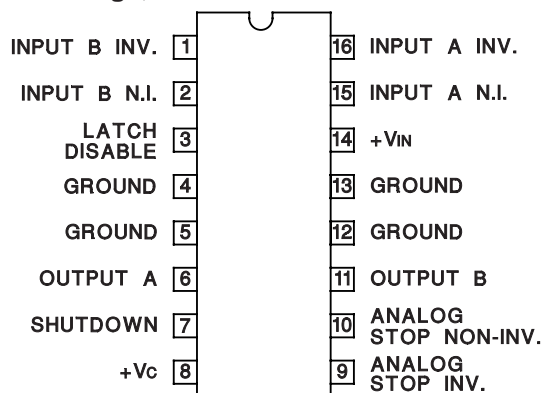 INPUT B INV. 1
INPUT B N.I. 2
LATCH
DISABLE 3
GROUND 4
GROUND 5
OUTPUT A 6
SHUTDOWN 7
+VC 8
16 INPUT A INV.
15 INPUT A N.I.
14 +VIN
13 GROUND
12 GROUND
11 OUTPUT B
10 ANALOG
STOP NON-INV.
9 ANALOG
STOP INV.